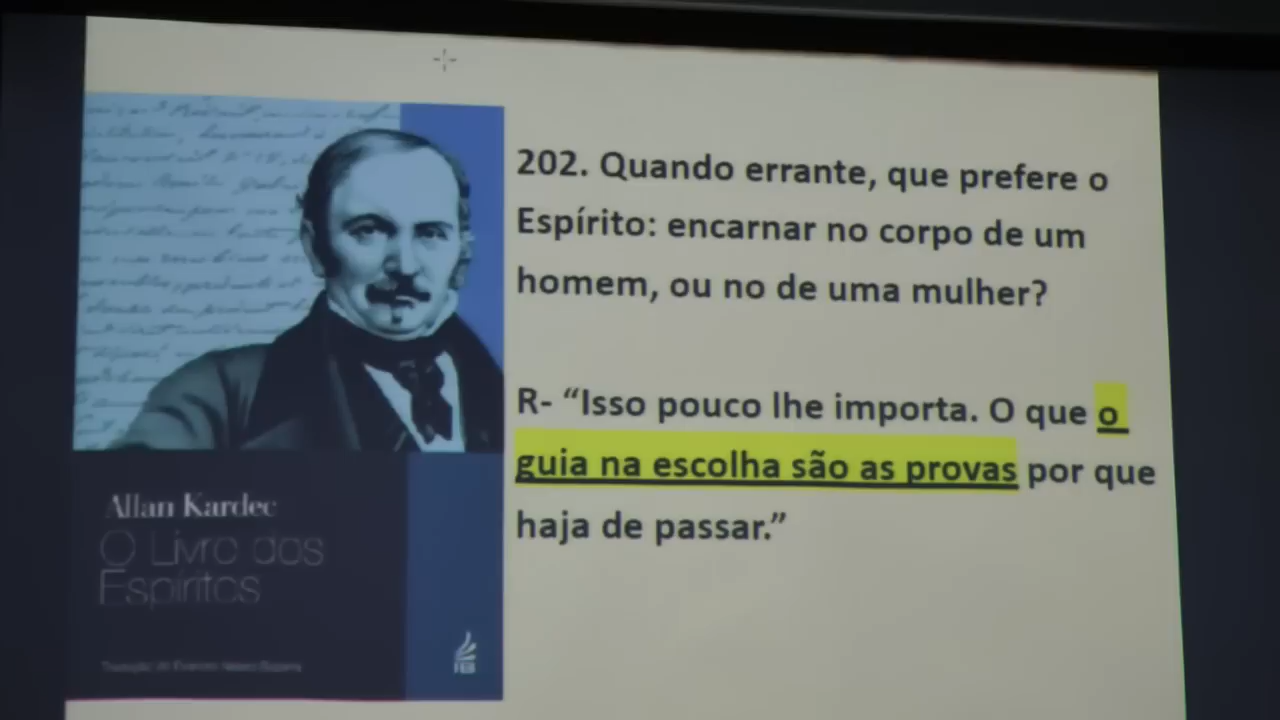 202. Quando errante, que prefere o
Espírito: encarnar no corpo de um
homem, ou no de uma mulher?
R- “Isso pouco lhe importa. O que o
guia na escolha são as provas por que
haja de passar.”
Allan Kardec
O Livro dos
Espíritos
FEB